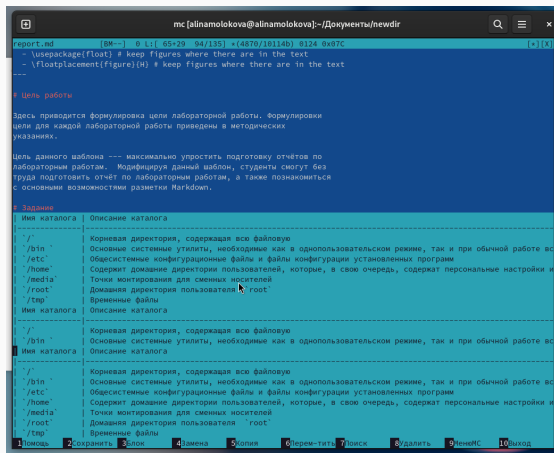 mc [alinamolokova@alinamolokova]:~/Документы/newdir
report.md [BM--] 0 L:[ 65+29 94/135] *(4870/10114b) 0124 0x07C [*][X]
- \usepackage{float} # keep figures where there are in the text
- \floatplacement{figure}{H} # keep figures where there are in the text
---
# Цель работы
Здесь приводится формулировка цели лабораторной работы. Формулировки
цели для каждой лабораторной работы приведены в методических
указаниях.
Цель данного шаблона --- максимально упростить подготовку отчётов по
лабораторным работам. Модифицируя данный шаблон, студенты смогут без
труда подготовить отчёт по лабораторным работам, а также познакомиться
с основными возможностями разметки Markdown.
# Задание
| Имя каталога | Описание каталога
| `/` | Корневая директория, содержащая всю файловую
| `/bin ` | Основные системные утилиты, необходимые как в однопользовательском режиме, так и при обычной работе вс
| `/etc` | Общесистемные конфигурационные файлы и файлы конфигурации установленных программ
| `/home` | Содержит домашние директории пользователей, которые, в свою очередь, содержат персональные настройки и
| `/media` | Точки монтирования для сменных носителей
| `/root` | Домашняя директория пользователя `root`
| `/tmp` | Временные файлы
| Имя каталога | Описание каталога
| `/` | Корневая директория, содержащая всю файловую
| `/bin ` | Основные системные утилиты, необходимые как в однопользовательском режиме, так и при обычной работе вс
| Имя каталога | Описание каталога
| `/` | Корневая директория, содержащая всю файловую
| `/bin ` | Основные системные утилиты, необходимые как в однопользовательском режиме, так и при обычной работе вс
| `/etc` | Общесистемные конфигурационные файлы и файлы конфигурации установленных программ
| `/home` | Содержит домашние директории пользователей, которые, в свою очередь, содержат персональные настройки и
| `/media` | Точки монтирования для сменных носителей
| `/root` | Домашняя директория пользователя `root`
| `/tmp` | Временные файлы
1Помощь 2Сохранить 3Блок 4Замена 5Копия 6Перем~тить 7Поиск 8Удалить 9МенюМС 10Выход